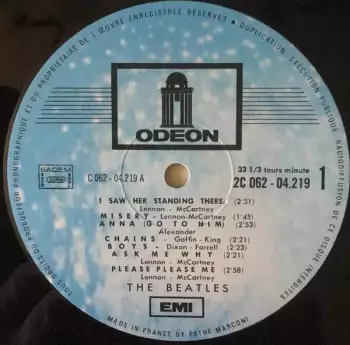 TOUS DROITS DU PRODUCTEUR PHONOGRAPHIQUE ET DU PROPRIETAIRE DE L'ŒUVRE ENREGISTREE RESERVES • DUPLICATION, EXECUTION PUBLIQUE, RADIODIFFUSION DE CE DISQUE INTERDITES •
ODEON
SACEM
C 062 - 04.219 A
33 1/3 tours minute
2C 062 - 04.219
1
I SAW HER STANDING THERE (2:51)
Lennon - McCartney
MISERY - Lennon-McCartney (1:45)
ANNA (GO TO HIM) (2:53)
Alexander
CHAINS - Goffin - King (2:21)
BOYS - Dixon - Farrell (2:23)
ASK ME WHY (2:21)
Lennon - McCartney
PLEASE PLEASE ME (2:58)
Lennon - McCartney
THE BEATLES
EMI
• MADE IN FRANCE BY PATHE MARCONI